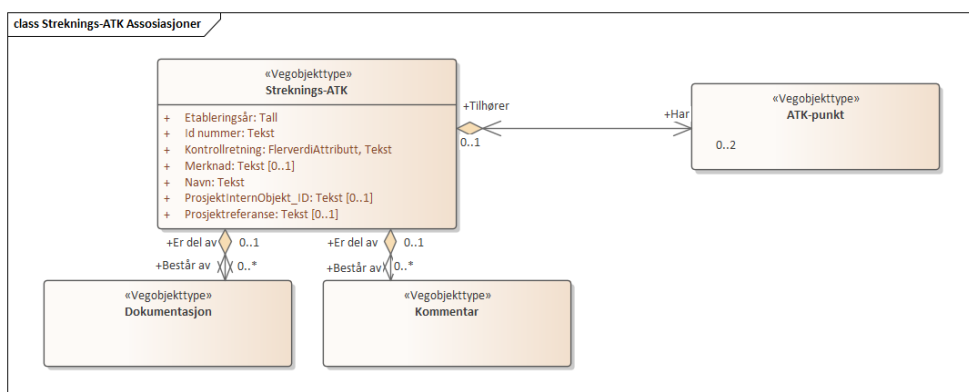 class Streknings-ATK Assosiasjoner
«Vegobjekttype»
Streknings-ATK
+ Etableringsår: Tall
+ Id nummer: Tekst
+ Kontrollretning: FlerverdiAttributt, Tekst
+ Merknad: Tekst [0..1]
+ Navn: Tekst
+ ProsjektInternObjekt_ID: Tekst [0..1]
+ Prosjektreferanse: Tekst [0..1]
+Tilhører
0..1
+Har
«Vegobjekttype»
ATK-punkt
0..2
+Er del av 0..1
+Består av 0..*
+Er del av 0..1
+Består av 0..*
«Vegobjekttype»
Dokumentasjon
«Vegobjekttype»
Kommentar